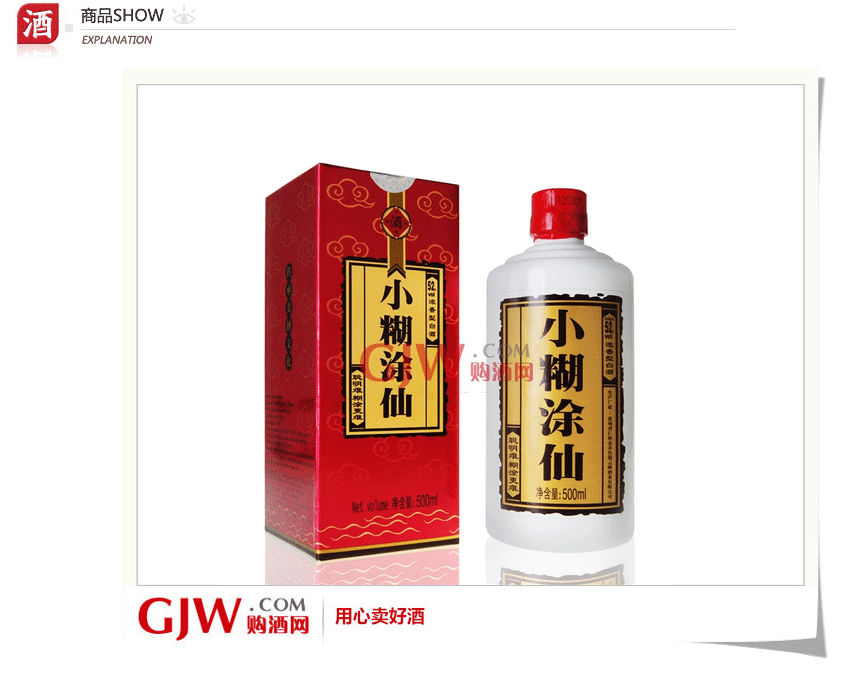 酒
商品SHOW
EXPLANATION
酒
52%vol 浓香型白酒
小糊涂仙
聪明难 糊涂更难
Net volume 净含量:500ml
GJW.COM
购酒网
52%vol 浓香型白酒
小糊涂仙
聪明难 糊涂更难
净含量:500ml
GJW.COM
购酒网
用心卖好酒